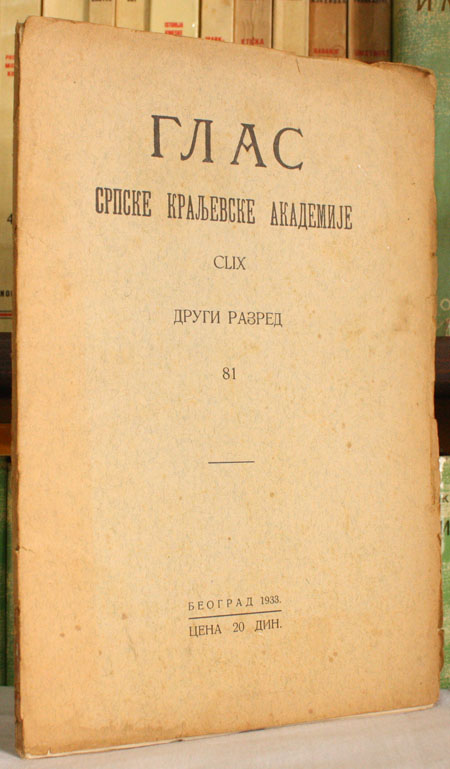 ГЛАС
СРПСКЕ КРАЉЕВСКЕ АКАДЕМИЈЕ
CLIX
ДРУГИ РАЗРЕД
81
БЕОГРАД 1933.
ЦЕНА 20 ДИН.